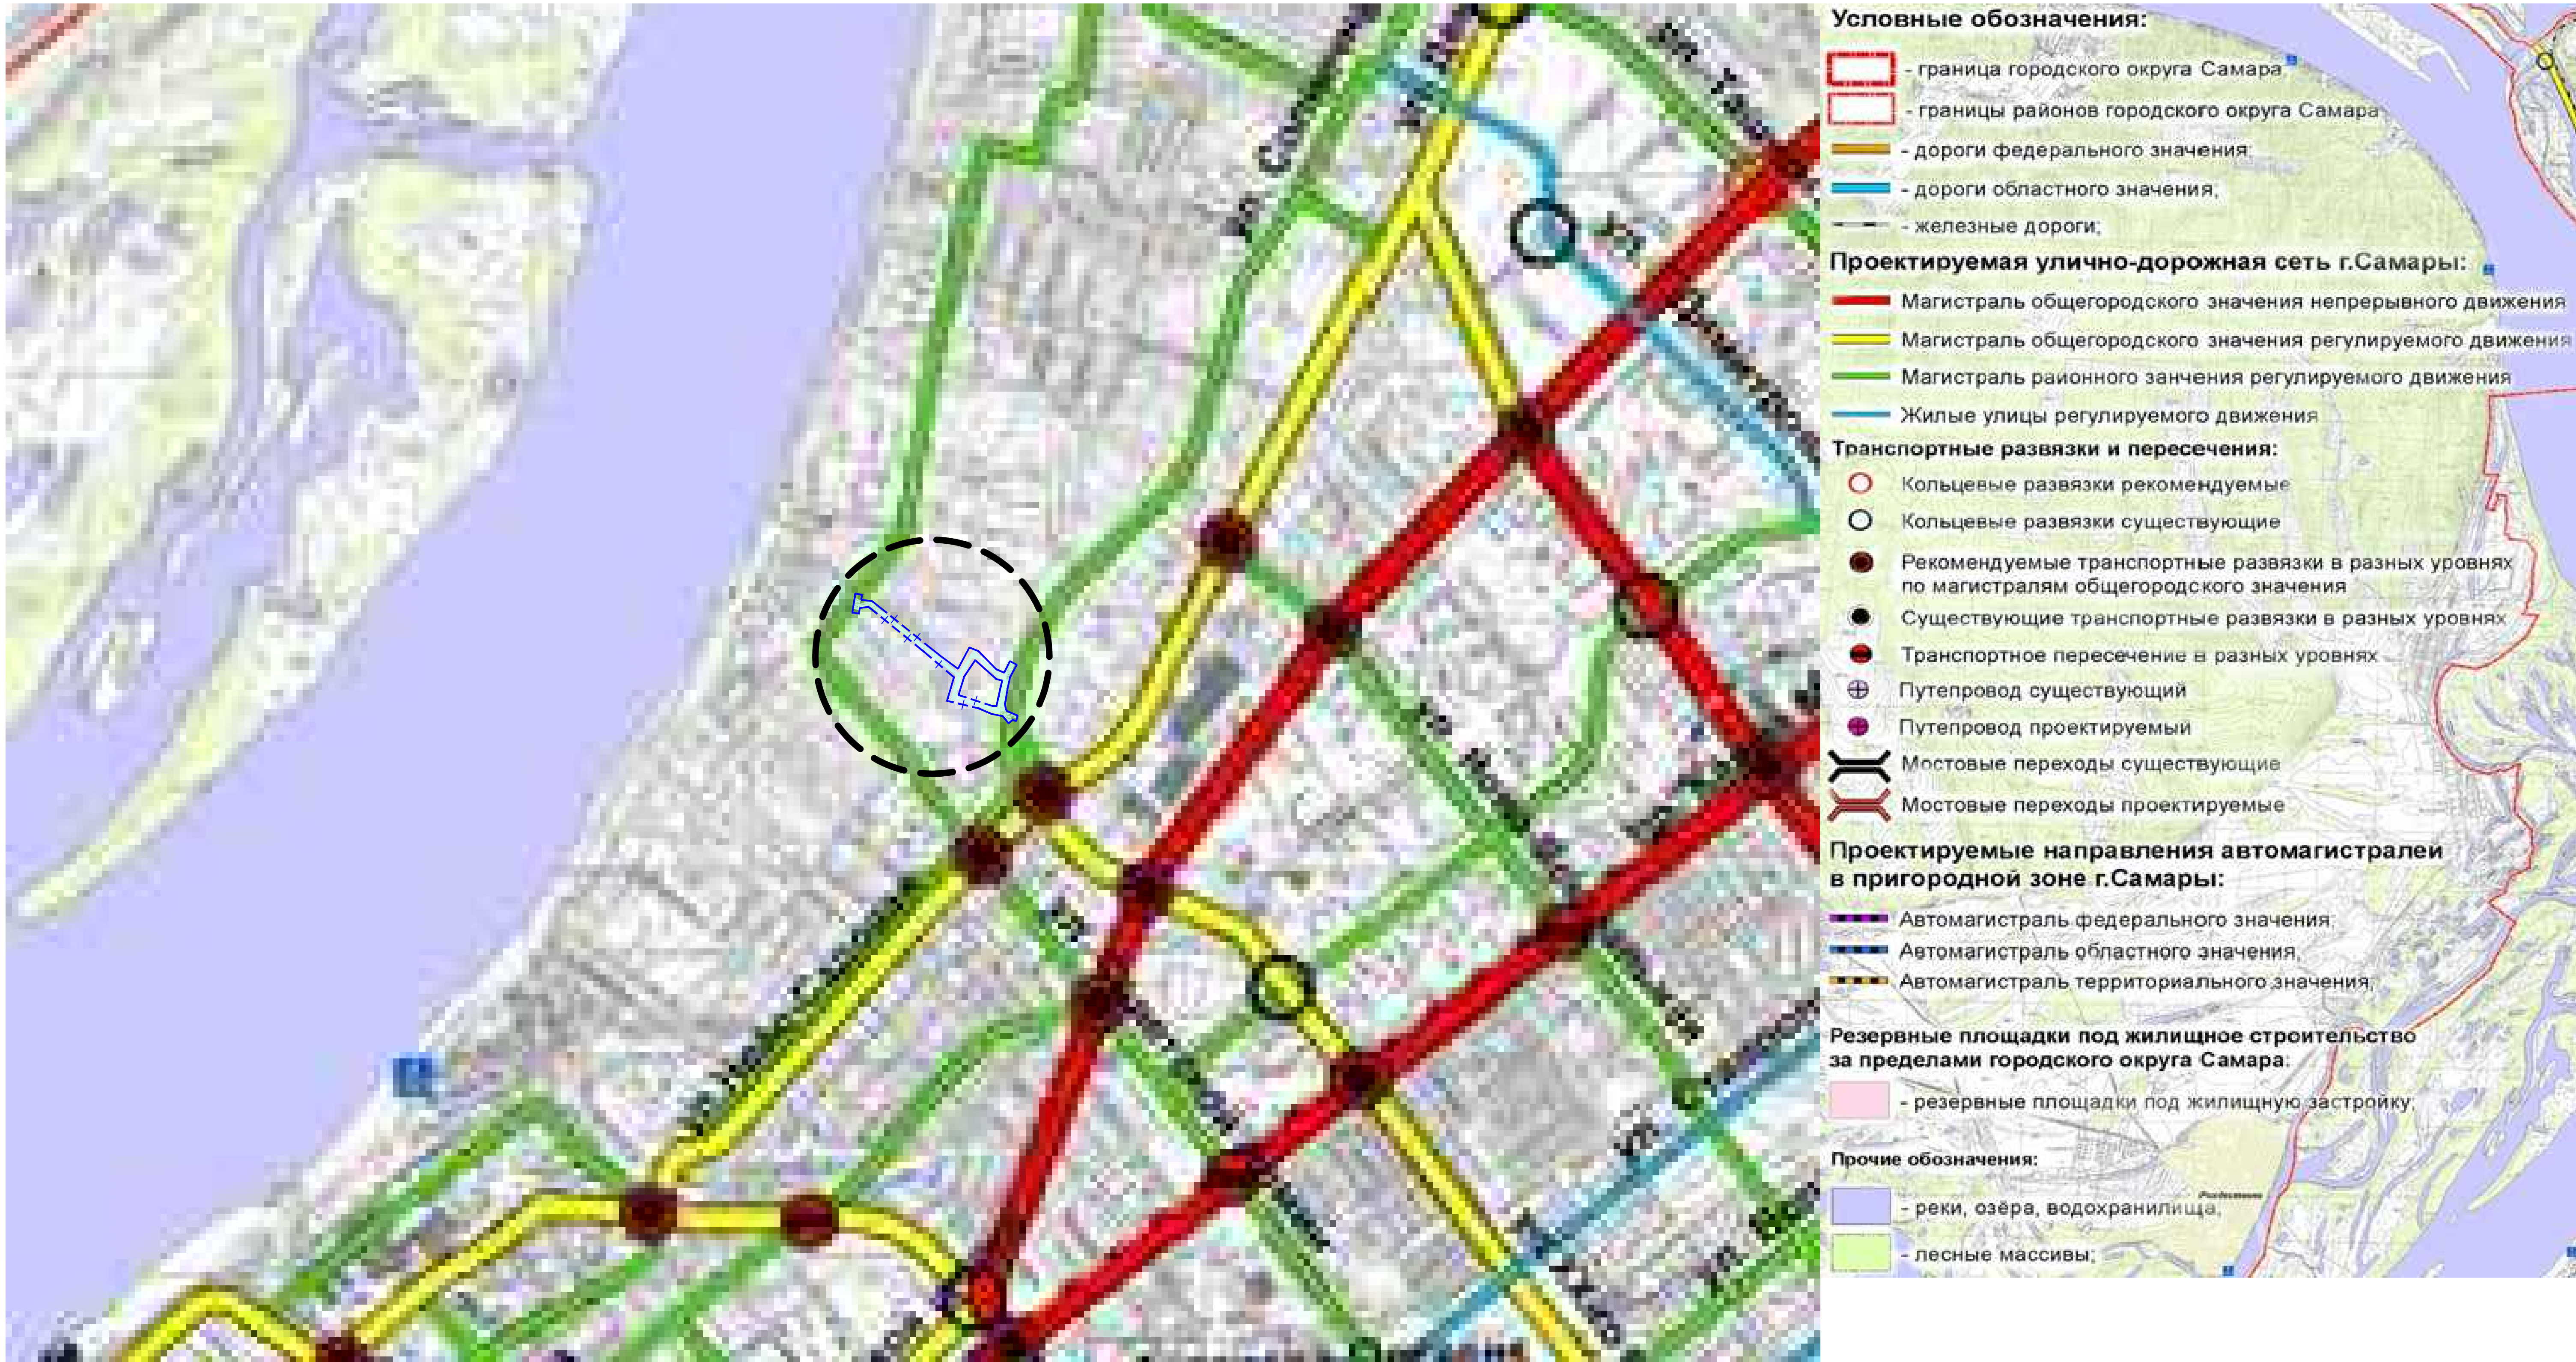 Условные обозначения:
- граница городского округа Самара
- границы районов городского округа Самара
- дороги федерального значения;
- дороги областного значения;
- железные дороги;
Проектируемая улично-дорожная сеть г.Самары:
Магистраль общегородского значения непрерывного движения
Магистраль общегородского значения регулируемого движения
Магистраль районного занчения регулируемого движения
Жилые улицы регулируемого движения
Транспортные развязки и пересечения:
Кольцевые развязки рекомендуемые
Кольцевые развязки существующие
Рекомендуемые транспортные развязки в разных уровнях
по магистралям общегородского значения
Существующие транспортные развязки в разных уровнях
Транспортное пересечение в разных уровнях
Путепровод существующий
Путепровод проектируемый
Мостовые переходы существующие
Мостовые переходы проектируемые
Проектируемые направления автомагистралей
в пригородной зоне г.Самары:
Автомагистраль федерального значения;
Автомагистраль областного значения;
Автомагистраль территориального значения;
Резервные площадки под жилищное строительство
за пределами городского округа Самара:
- резервные площадки под жилищную застройку;
Прочие обозначения:
Рождествено
- реки, озёра, водохранилища;
- лесные массивы;